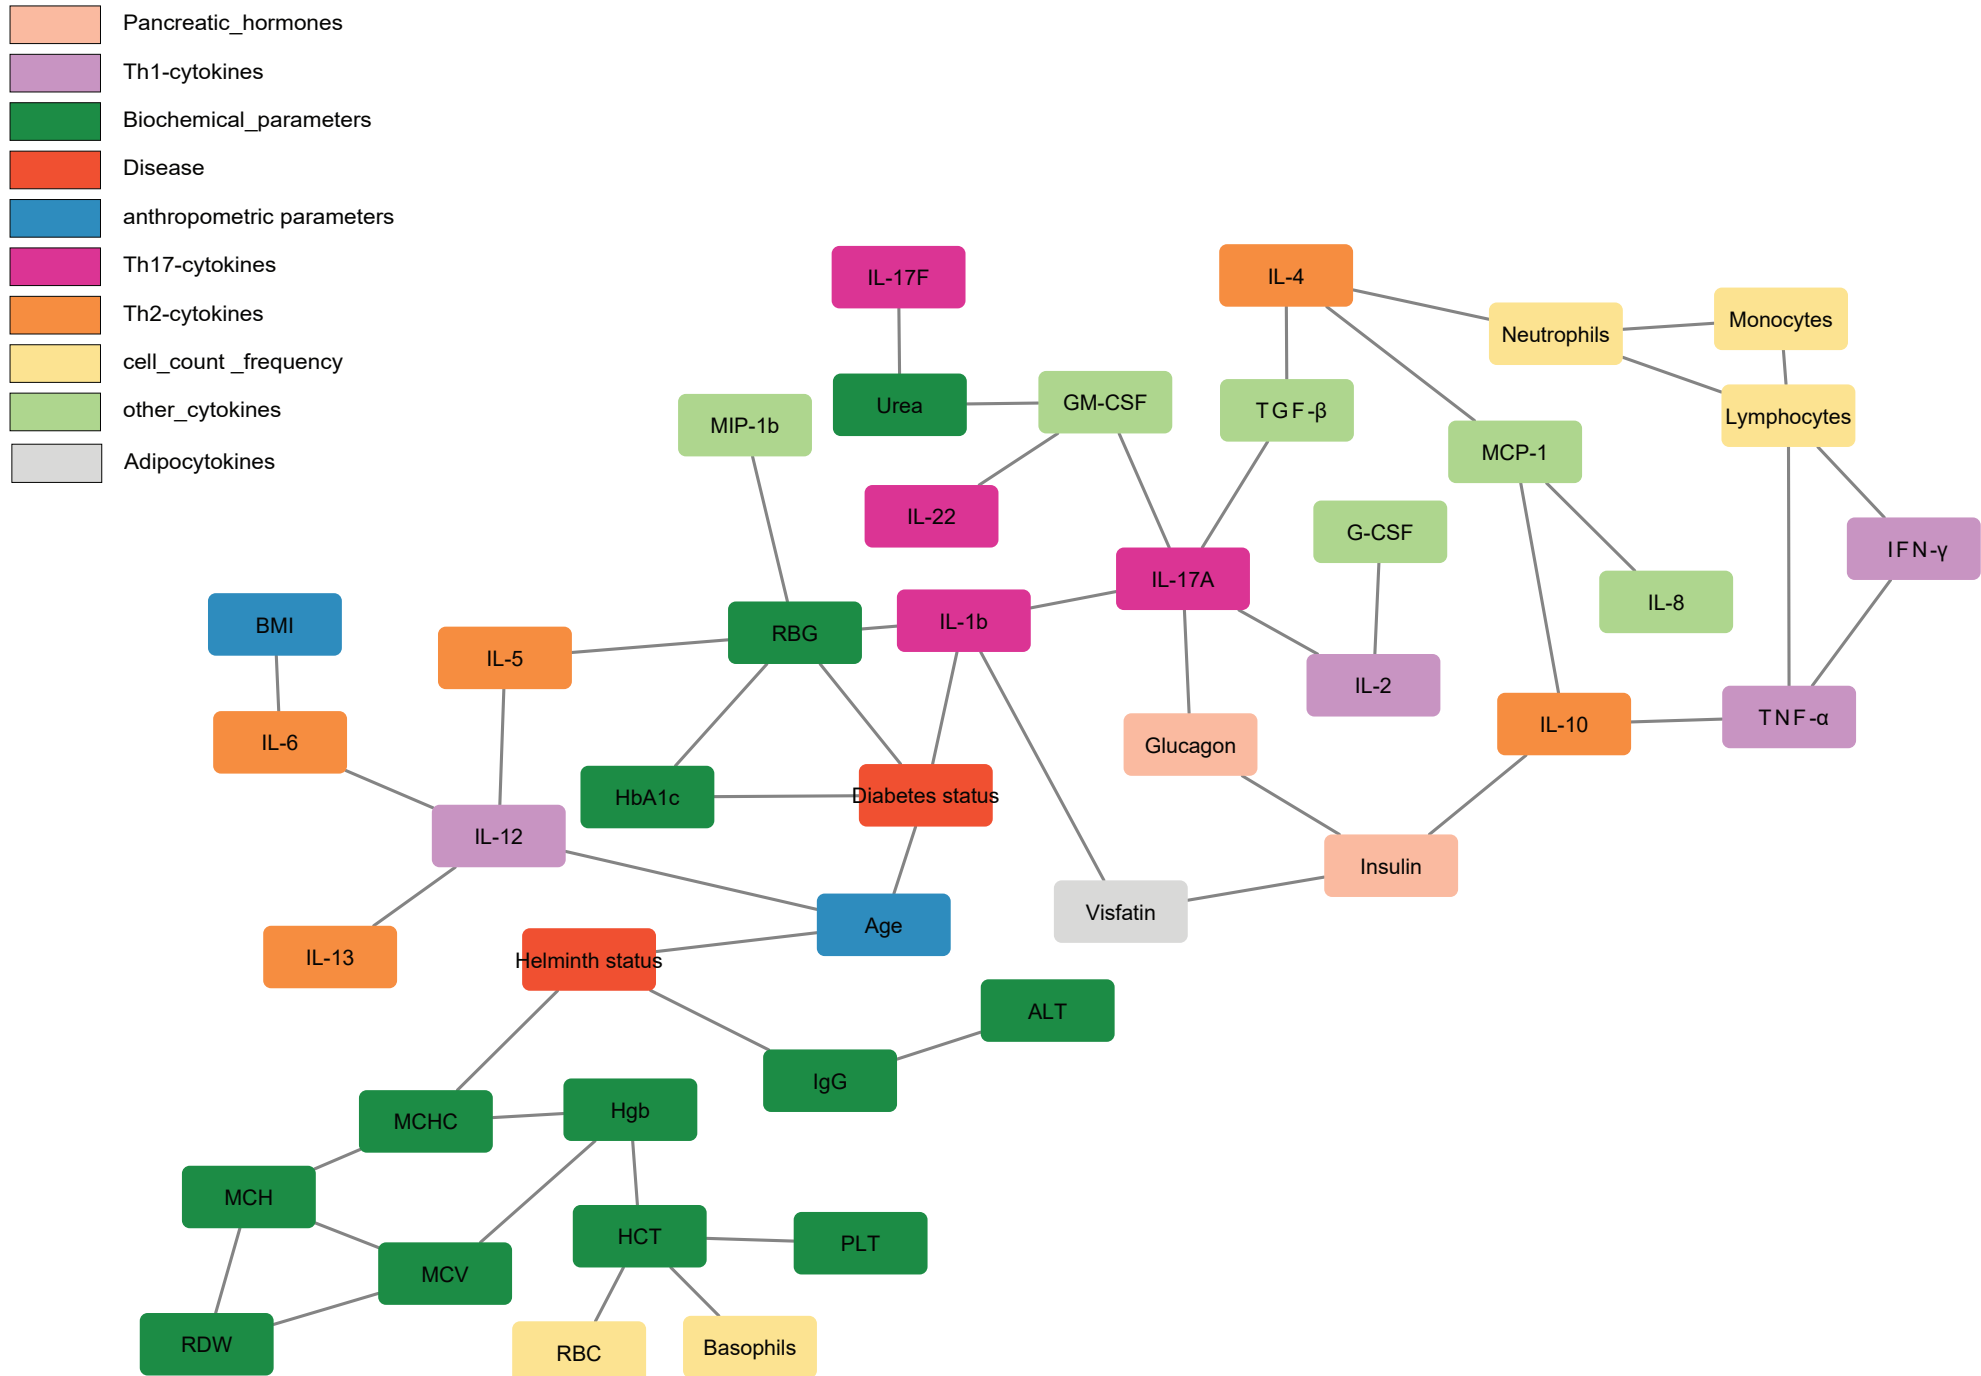 Pancreatic_hormones
Th1-cytokines
Biochemical_parameters
Disease
anthropometric parameters
Th17-cytokines
Th2-cytokines
cell_count _frequency
other_cytokines
Adipocytokines
IL-17F
IL-4
Neutrophils
Monocytes
MIP-1b
Urea
GM-CSF
TGF-β
MCP-1
Lymphocytes
IL-22
G-CSF
IFN-γ
IL-17A
IL-8
BMI
IL-5
RBG
IL-1b
IL-2
IL-6
Glucagon
IL-10
TNF-α
HbA1c
Diabetes status
IL-12
Insulin
Age
Visfatin
IL-13
Helminth status
ALT
IgG
MCHC
Hgb
MCH
HCT
PLT
MCV
RDW
RBC
Basophils